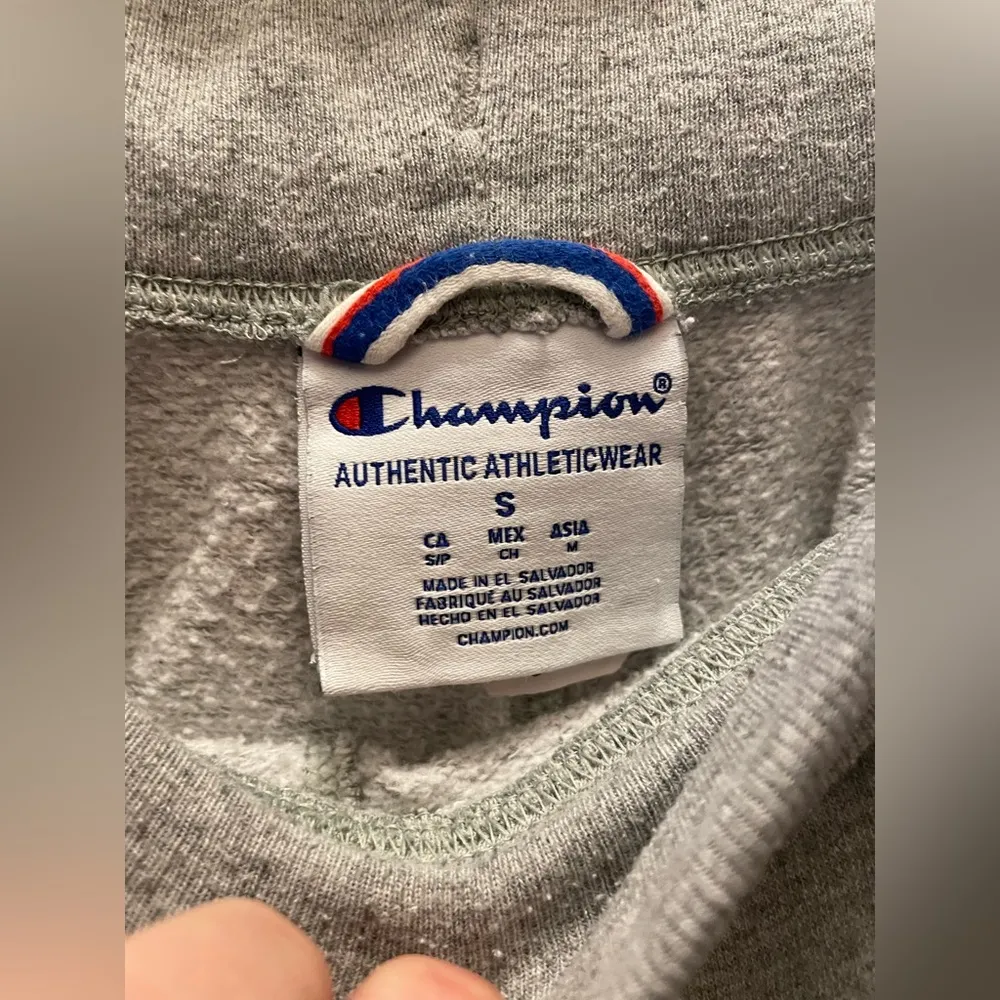 Champion®
AUTHENTIC ATHLETICWEAR
S
CA MEX ASIA
S/P CH M
MADE IN EL SALVADOR
FABRIQUÉ AU SALVADOR
HECHO EN EL SALVADOR
CHAMPION.COM